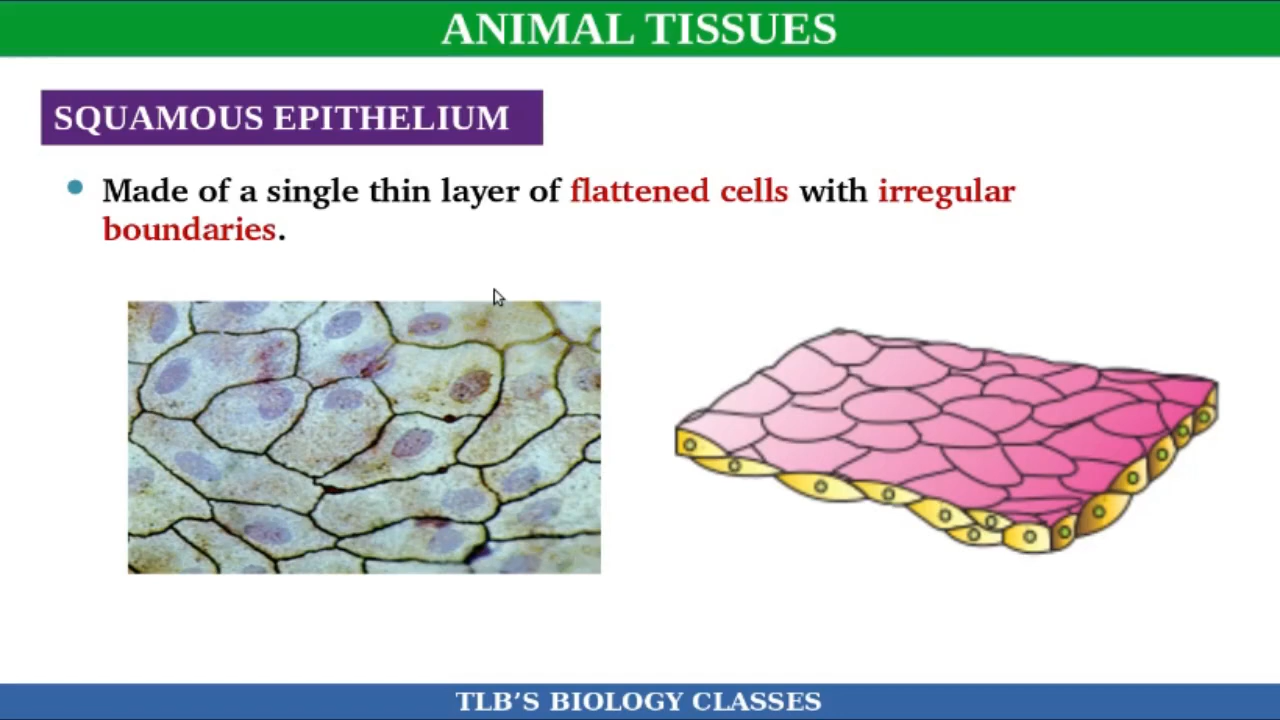 ANIMAL TISSUES
SQUAMOUS EPITHELIUM
Made of a single thin layer of flattened cells with irregular
boundaries.
TLB'S BIOLOGY CLASSES